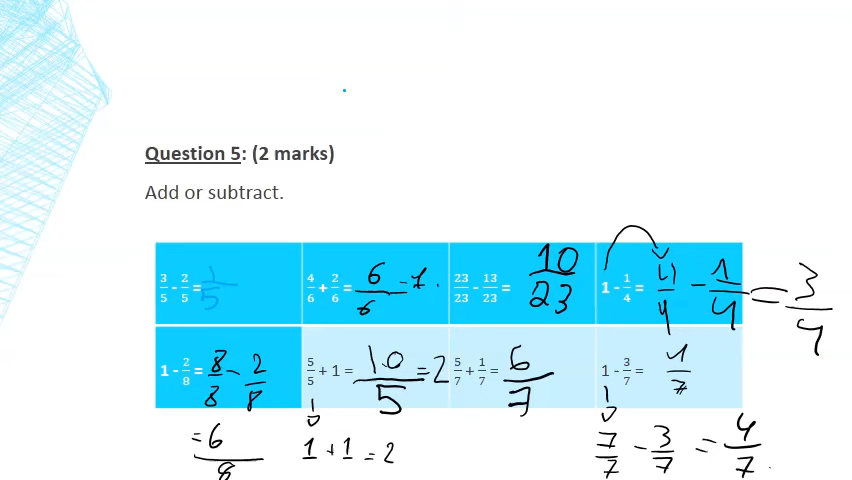 Question 5: (2 marks)
Add or subtract.
3/5 - 2/5 = 1/5
4/6 + 2/6 = 6/6 = 1.
23/23 - 13/23 = 10/23
1 - 1/4 = 4/4 - 1/4 = 3/4
1 - 2/8 = 8/8 - 2/8
= 6/8
5/5 + 1 = 10/5 = 2
1 + 1 = 2
5/7 + 1/7 = 6/7
1 - 3/7 = 4/7
7/7 - 3/7 = 4/7